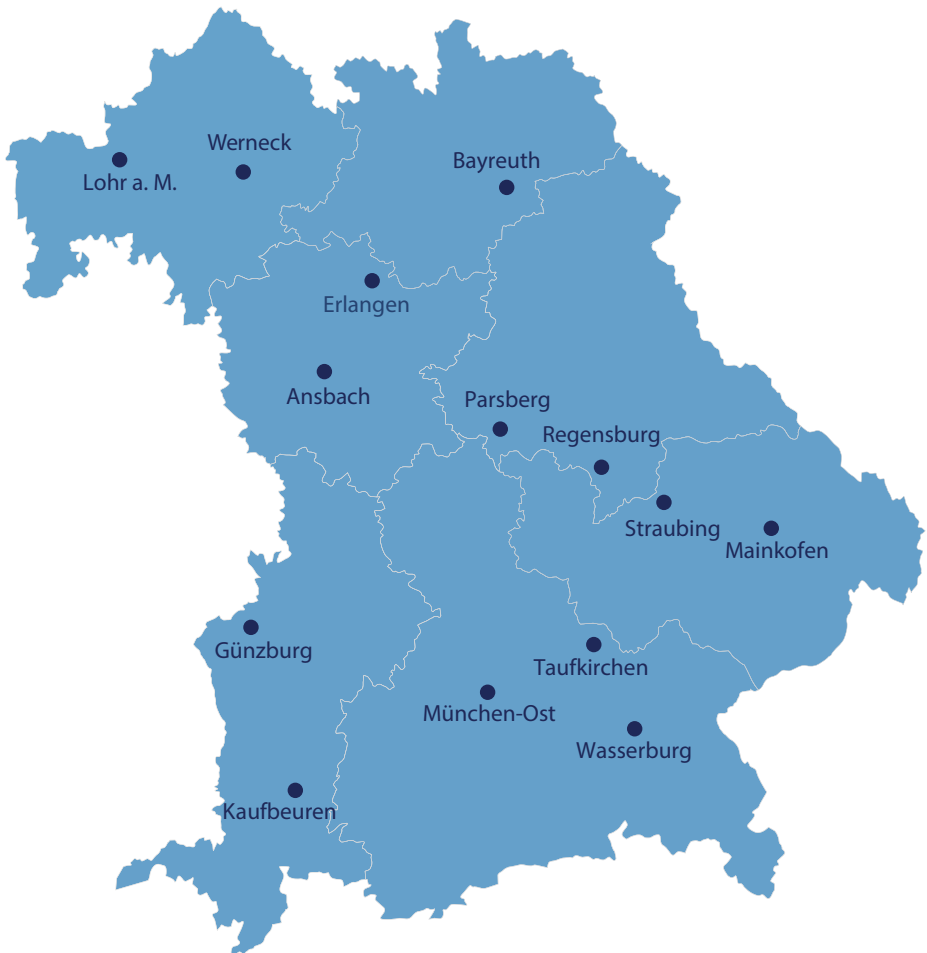 Werneck
Lohr a. M.
Bayreuth
Erlangen
Ansbach
Parsberg
Regensburg
Straubing
Mainkofen
Günzburg
Taufkirchen
München-Ost
Wasserburg
Kaufbeuren